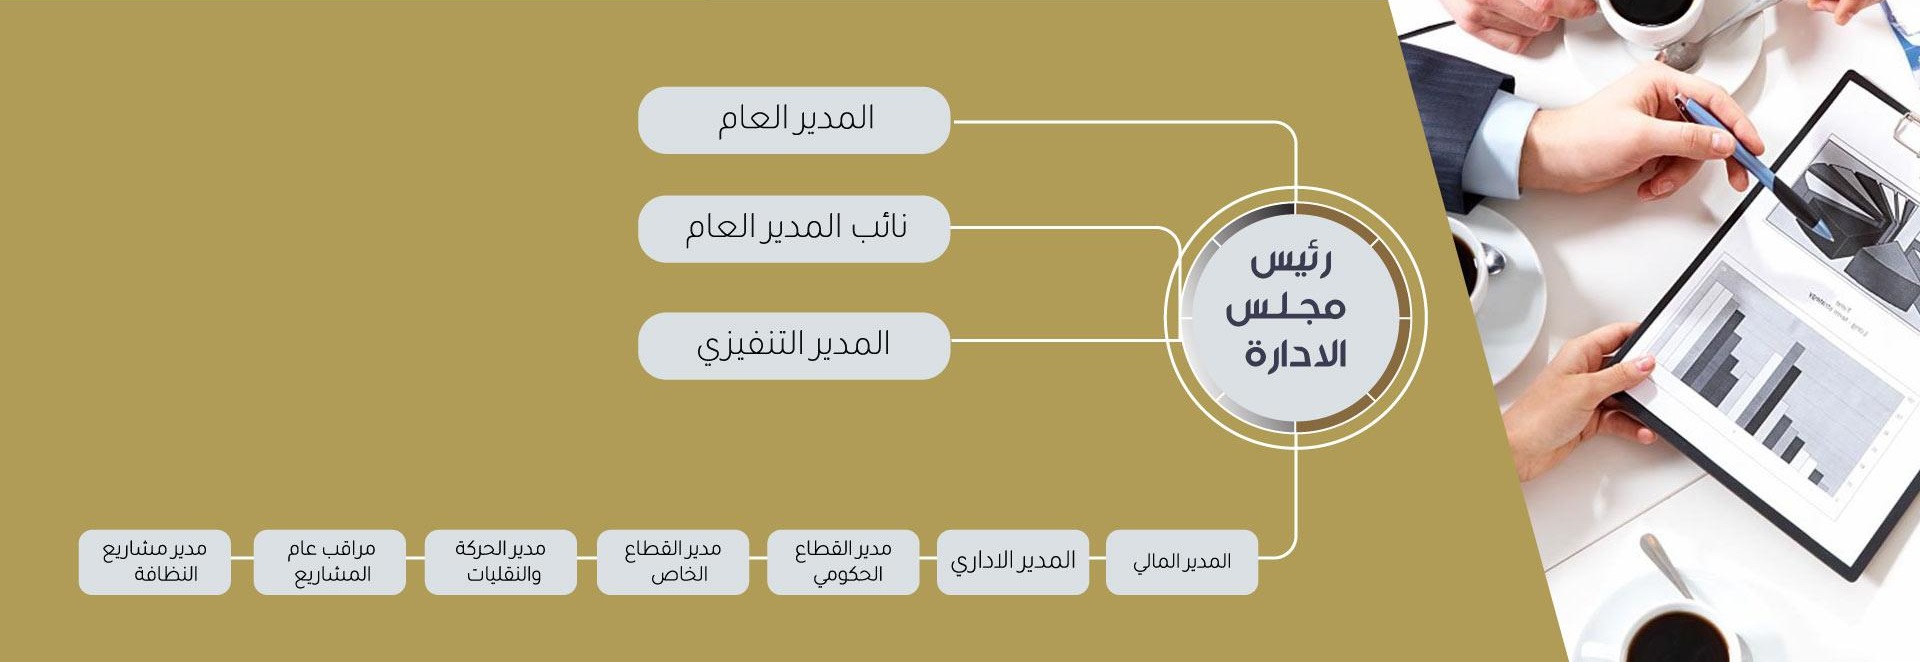 المدير العام
نائب المدير العام
المدير التنفيزي
رئيس
مجلس
الادارة
المدير المالي
المدير الاداري
مدير القطاع
الحكومي
مدير القطاع
الخاص
مدير الحركة
والنقليات
مراقب عام
المشاريع
مدير مشاريع
النظافة